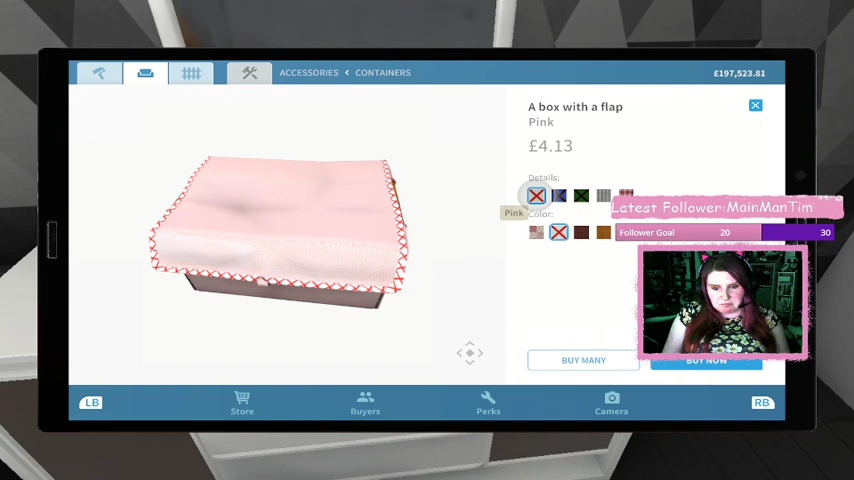 ACCESSORIES < CONTAINERS
£197,523.81
A box with a flap
Pink
£4.13
Details:
Pink
Latest Follower:MainManTim
Color:
Follower Goal 20 30
BUY MANY
BUY NOW
LB
Store
Buyers
Perks
Camera
RB